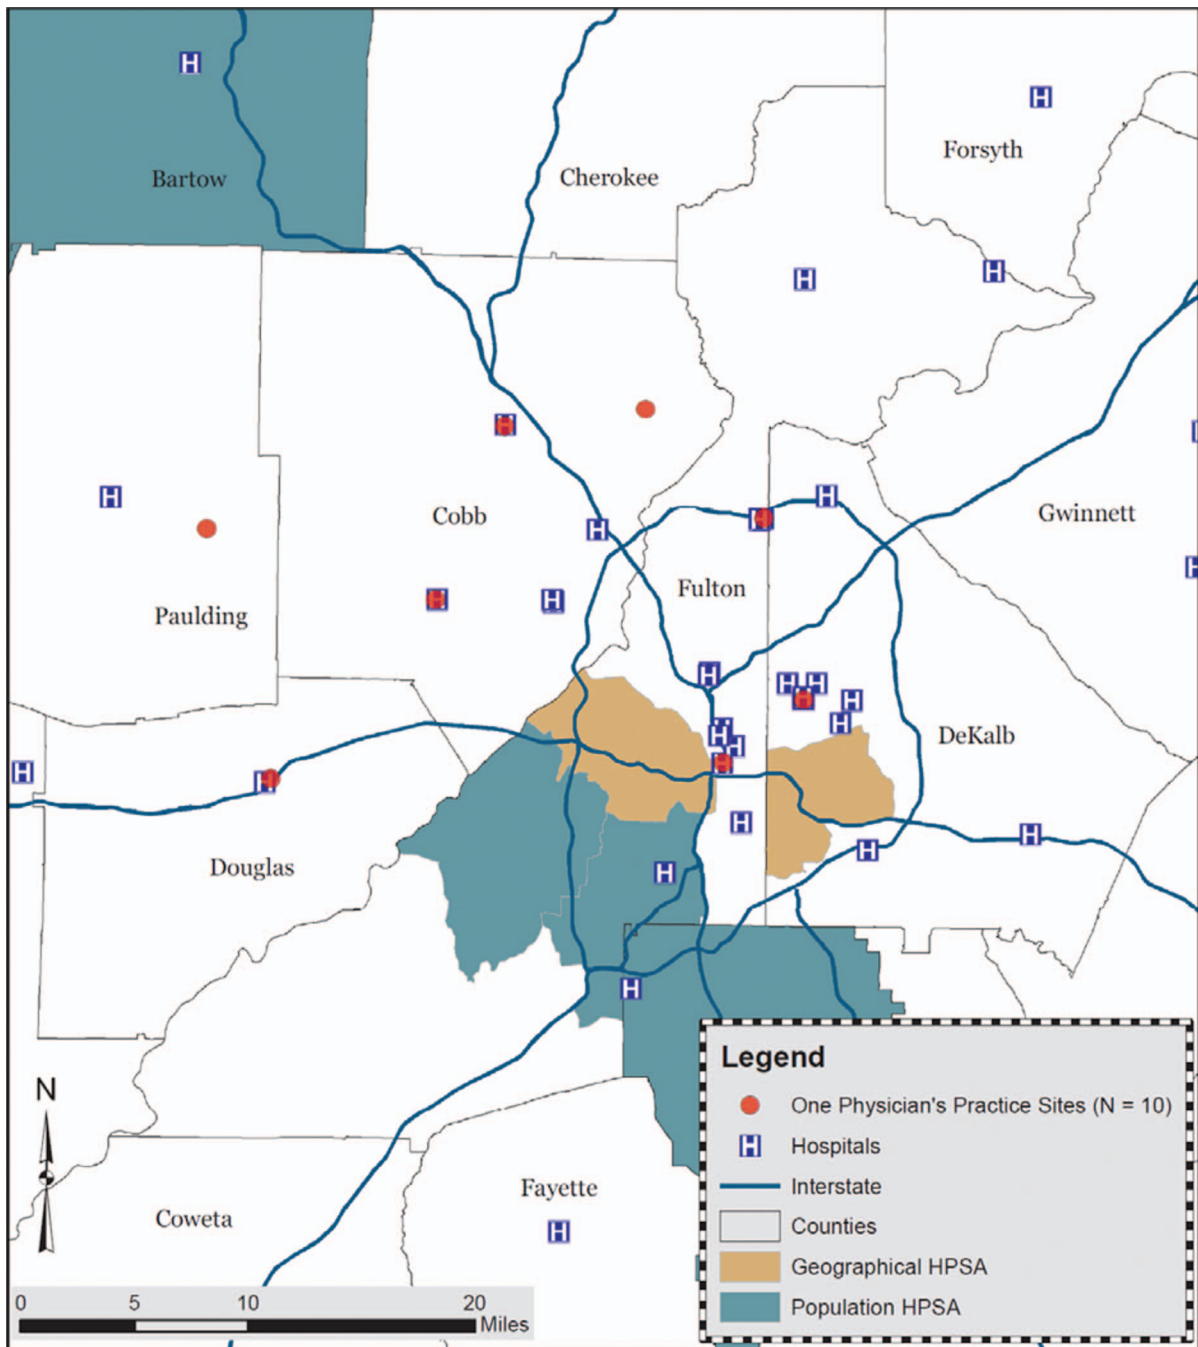 H
H
Bartow
Cherokee
Forsyth
H
H
H
H
H
Cobb
H
H
H
Gwinnett
Fulton
Paulding
H
H
H
H
H
H
H
H
H
H
H
H
DeKalb
H
H
H
H
H
H
H
Douglas
H
H
N
Fayette
Coweta
H
0 5 10 20
Miles
Legend
One Physician's Practice Sites (N = 10)
H Hospitals
Interstate
Counties
Geographical HPSA
Population HPSA